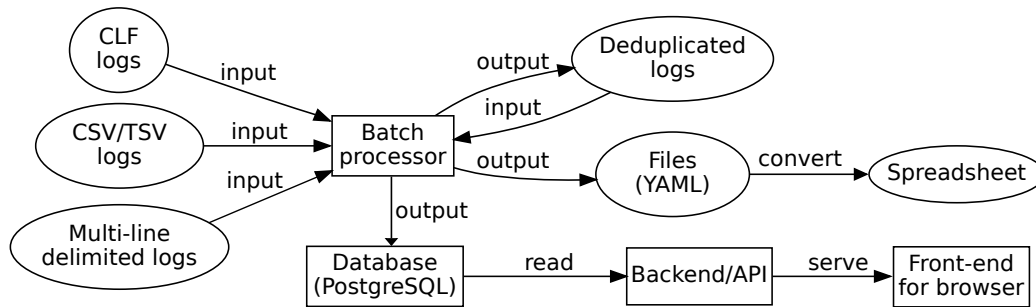 CLF
logs
input
CSV/TSV
logs
input
Multi-line
delimited logs
input
Batch
processor
output
input
Deduplicated
logs
output
Files
(YAML)
convert
Spreadsheet
output
Database
(PostgreSQL)
read
Backend/API
serve
Front-end
for browser